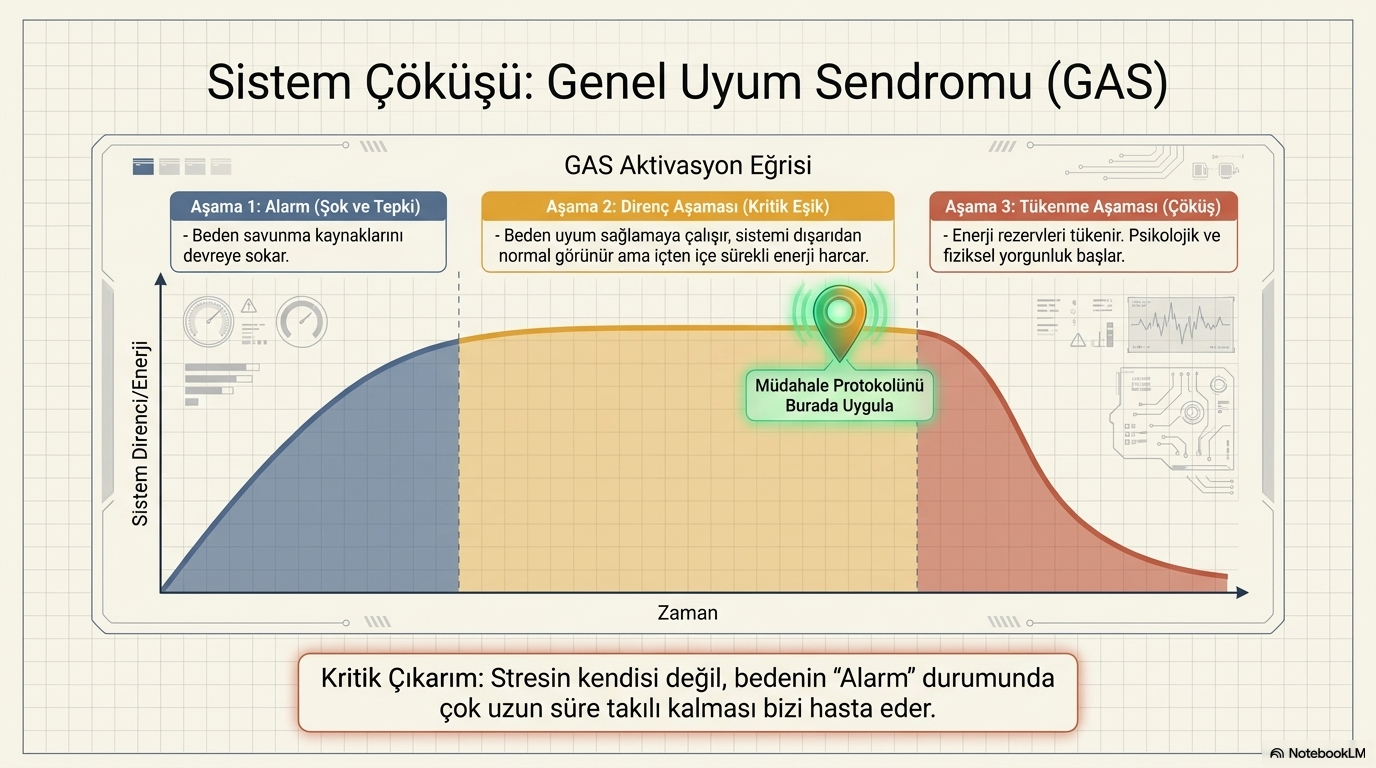 Sistem Çöküşü: Genel Uyum Sendromu (GAS)
GAS Aktivasyon Eğrisi
Aşama 1: Alarm (Şok ve Tepki)
- Beden savunma kaynaklarını
devreye sokar.
Aşama 2: Direnç Aşaması (Kritik Eşik)
- Beden uyum sağlamaya çalışır, sistemi dışarıdan
normal görünür ama içten içe sürekli enerji harcar.
Aşama 3: Tükenme Aşaması (Çöküş)
- Enerji rezervleri tükenir. Psikolojik ve
fiziksel yorgunluk başlar.
Sistem Direnci/Enerji
Müdahale Protokolünü
Burada Uygula
Zaman
Kritik Çıkarım: Stresin kendisi değil, bedenin “Alarm” durumunda
çok uzun süre takılı kalması bizi hasta eder.
NotebookLM